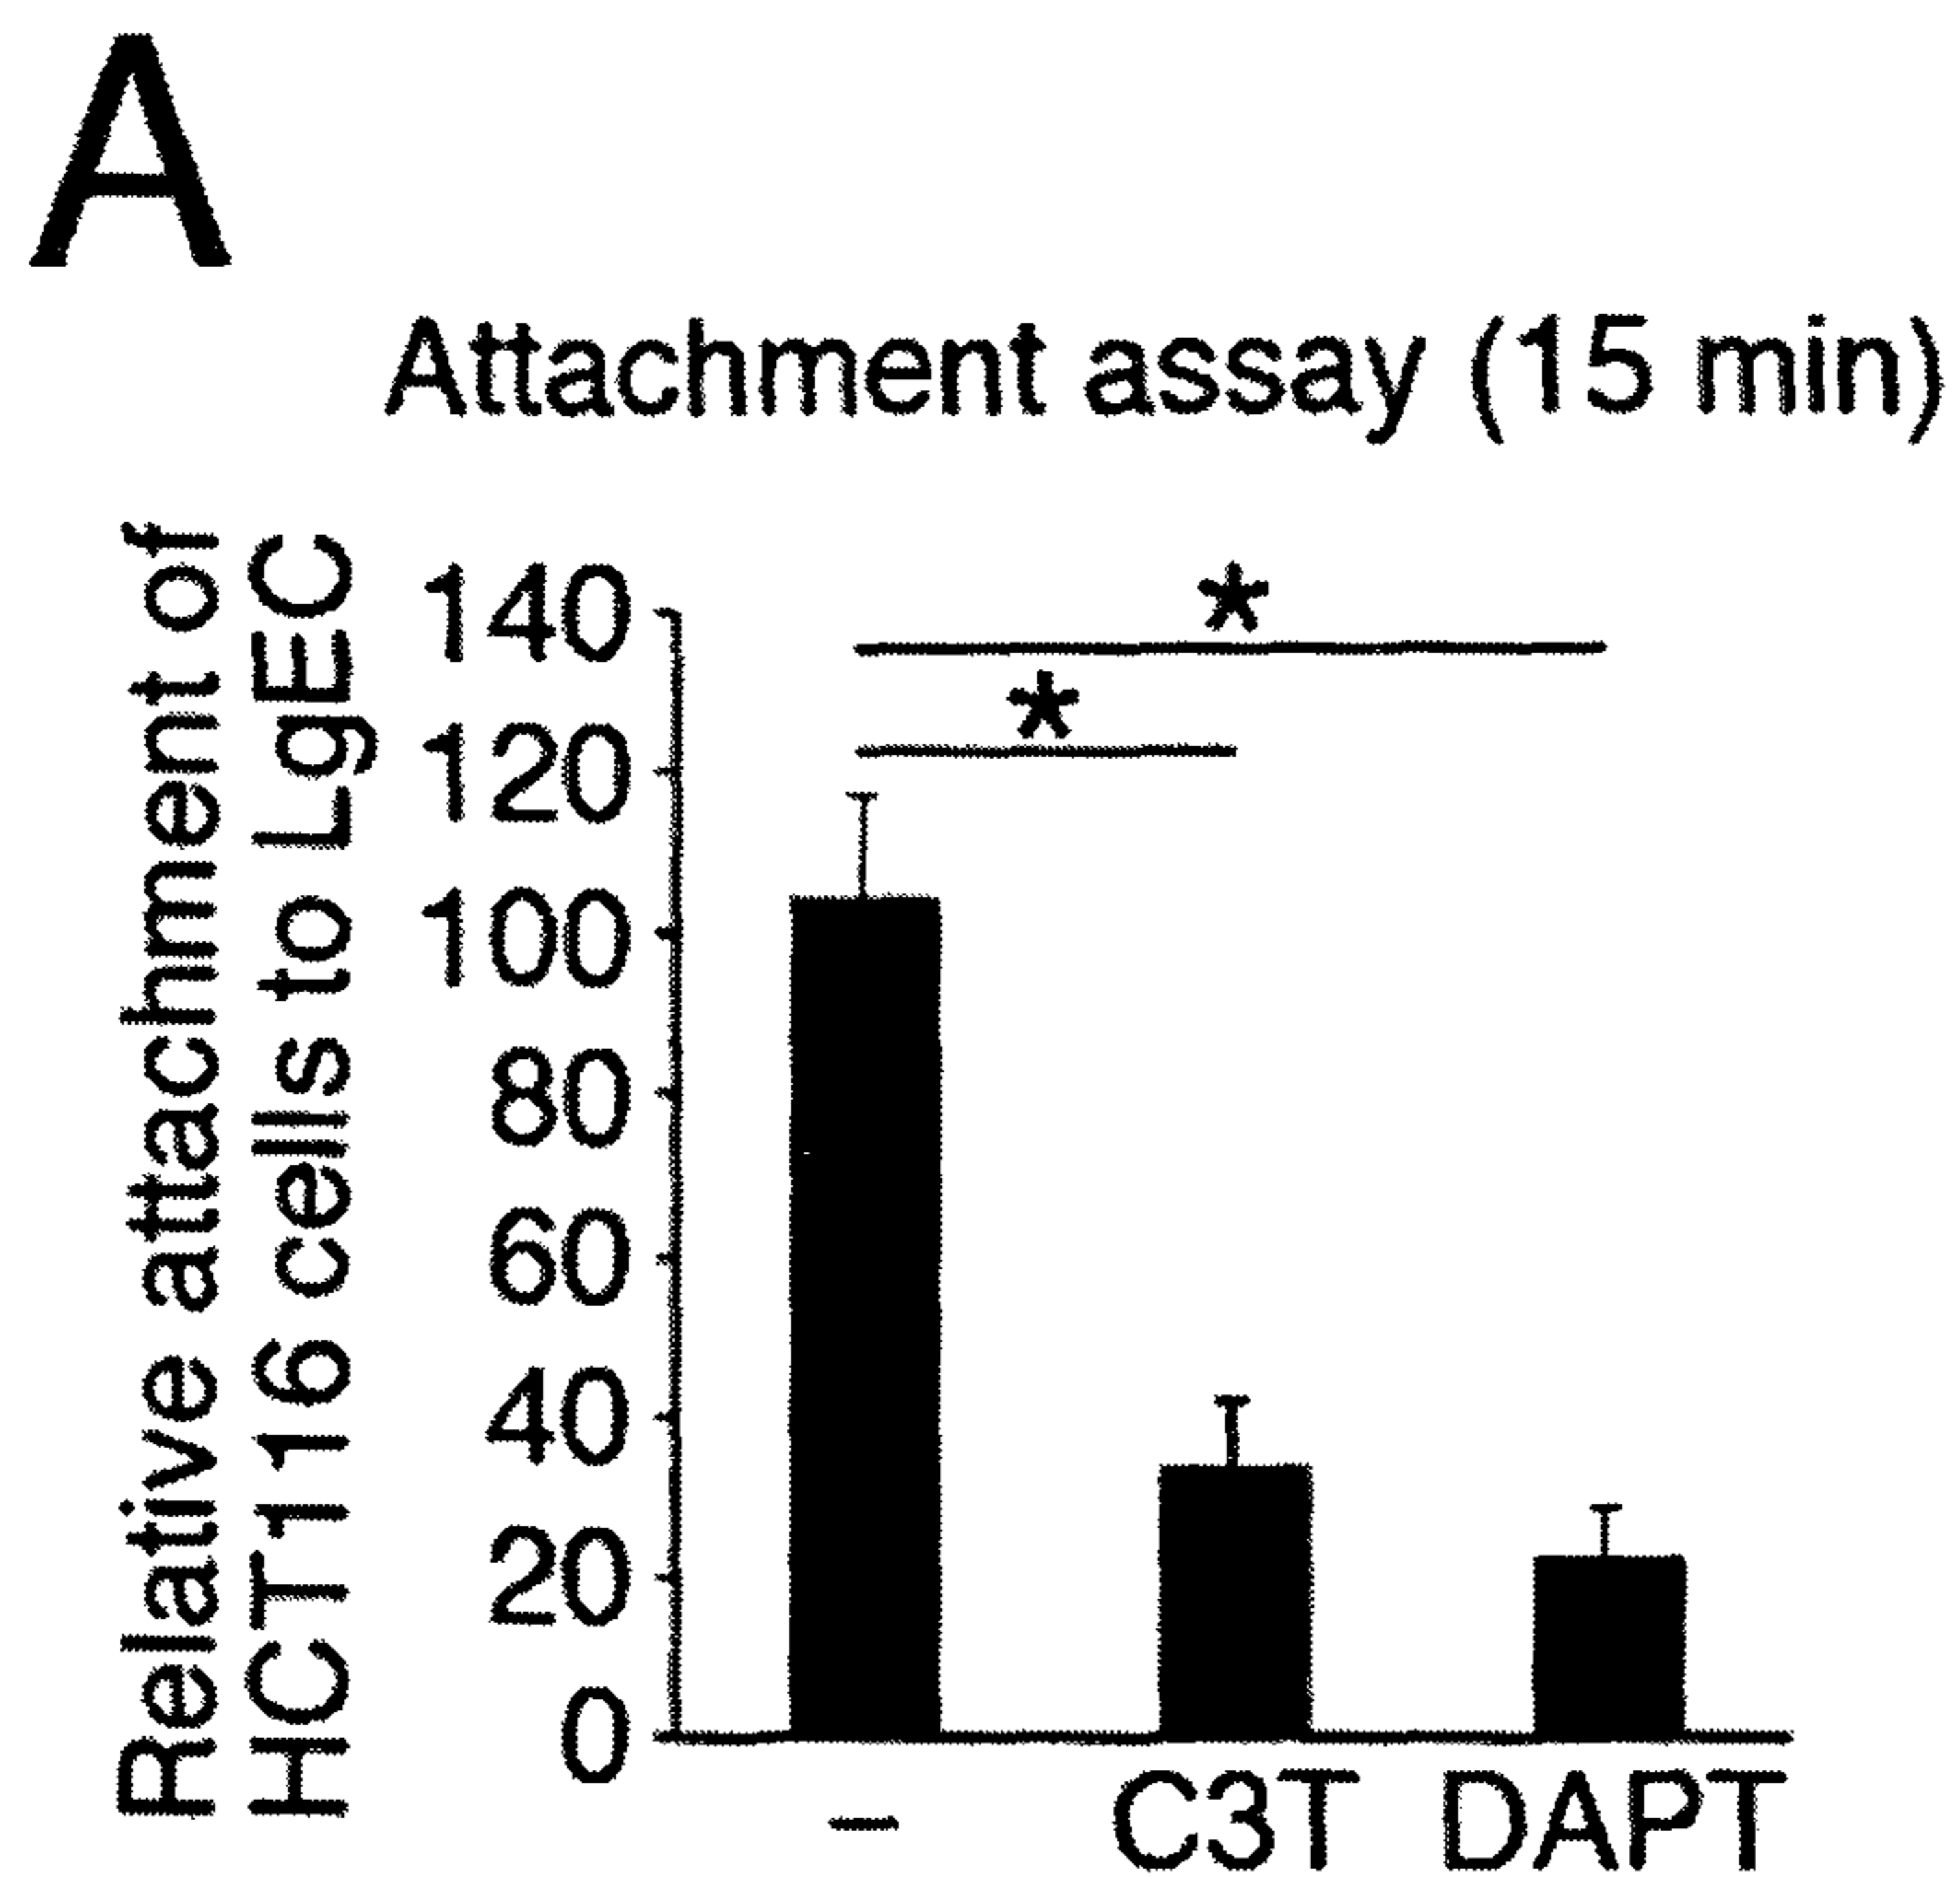 A
Attachment assay (15 min)
Relative attachment of
HCT116 cells to LgEC
140
120
100
80
60
40
20
0
*
*
– C3T DAPT